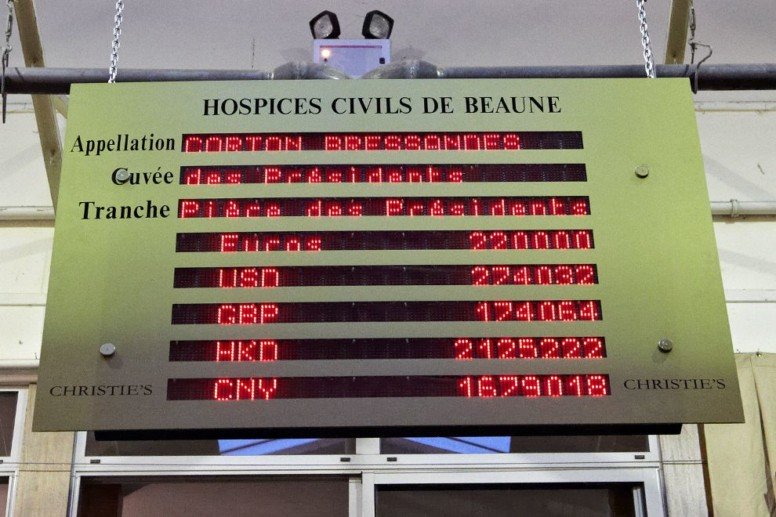 HOSPICES CIVILS DE BEAUNE
Appellation CORTON BRESSANDES
Cuvée des Présidents
Tranche Pièce des Présidents
Euros 220000
USD 274032
GBP 174064
HKD 2125222
CNY 1679018
CHRISTIE'S CHRISTIE'S